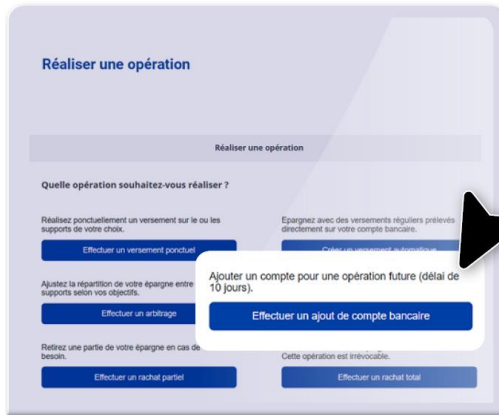 Réaliser une opération
Réaliser une opération
Quelle opération souhaitez-vous réaliser ?
Réalisez ponctuellement un versement sur le ou les
supports de votre choix.
Effectuer un versement ponctuel
Epargnez avec des versements réguliers prélevés
directement sur votre compte bancaire.
Créer un versement automatique
Ajustez la répartition de votre épargne entre
supports selon vos objectifs.
Effectuer un arbitrage
Ajouter un compte pour une opération future (délai de
10 jours).
Effectuer un ajout de compte bancaire
Retirez une partie de votre épargne en cas de
besoin.
Effectuer un rachat partiel
Cette opération est irrévocable.
Effectuer un rachat total